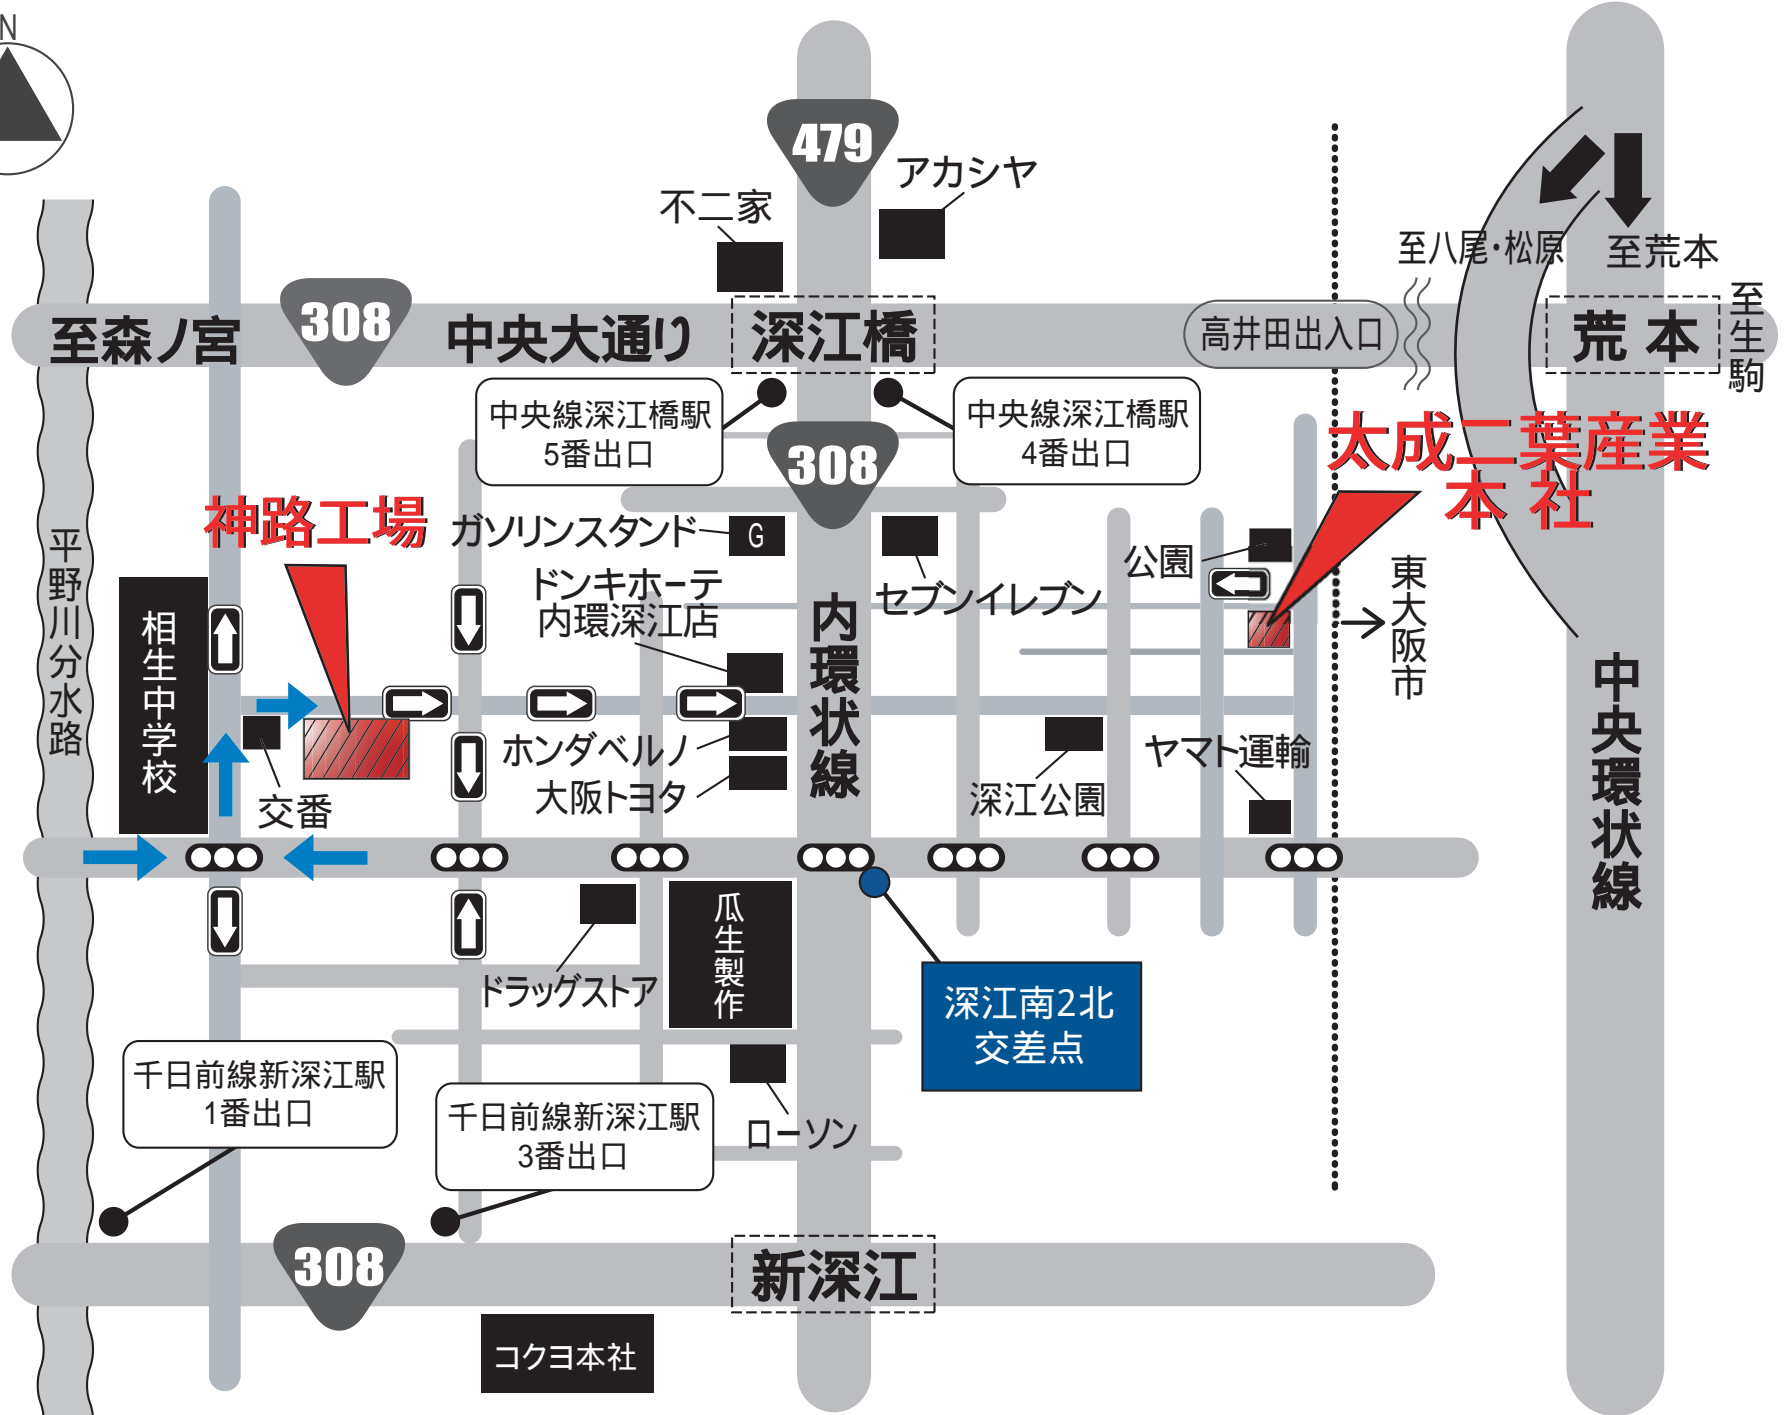 N
479
アカシヤ
不二家
至八尾・松原
至荒本
至森ノ宮
308
中央大通り
深江橋
高井田出入口
荒本
至生駒
中央線深江橋駅
5番出口
中央線深江橋駅
4番出口
308
太成二葉産業
本社
神路工場
ガソリンスタンド
G
ドンキホーテ
内環深江店
セブンイレブン
公園
東大阪市
平野川分水路
相生中学校
内環状線
中央環状線
ホンダベルノ
大阪トヨタ
交番
深江公園
ヤマト運輸
ドラッグストア
瓜生製作
深江南2北
交差点
千日前線新深江駅
1番出口
千日前線新深江駅
3番出口
ローソン
308
新深江
コクヨ本社